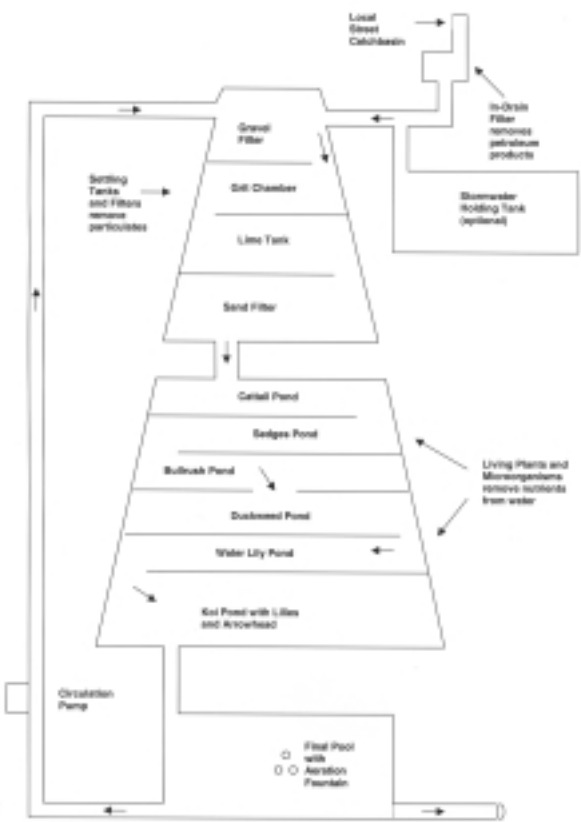 Local
Street
Catchbasin
In-Drain
Filter
removes
petroleum
products
Gravel
Filter
Settling
Tanks
and Filters
remove
particulates
Grit Chamber
Stormwater
Holding Tank
(optional)
Lime Tank
Sand Filter
Cattail Pond
Sedges Pond
Bullrush Pond
Living Plants and
Microorganisms
remove nutrients
from water
Duckweed Pond
Water Lily Pond
Koi Pond with Lilies
and Arrowhead
Circulation
Pump
Final Pool
with
Aeration
Fountain